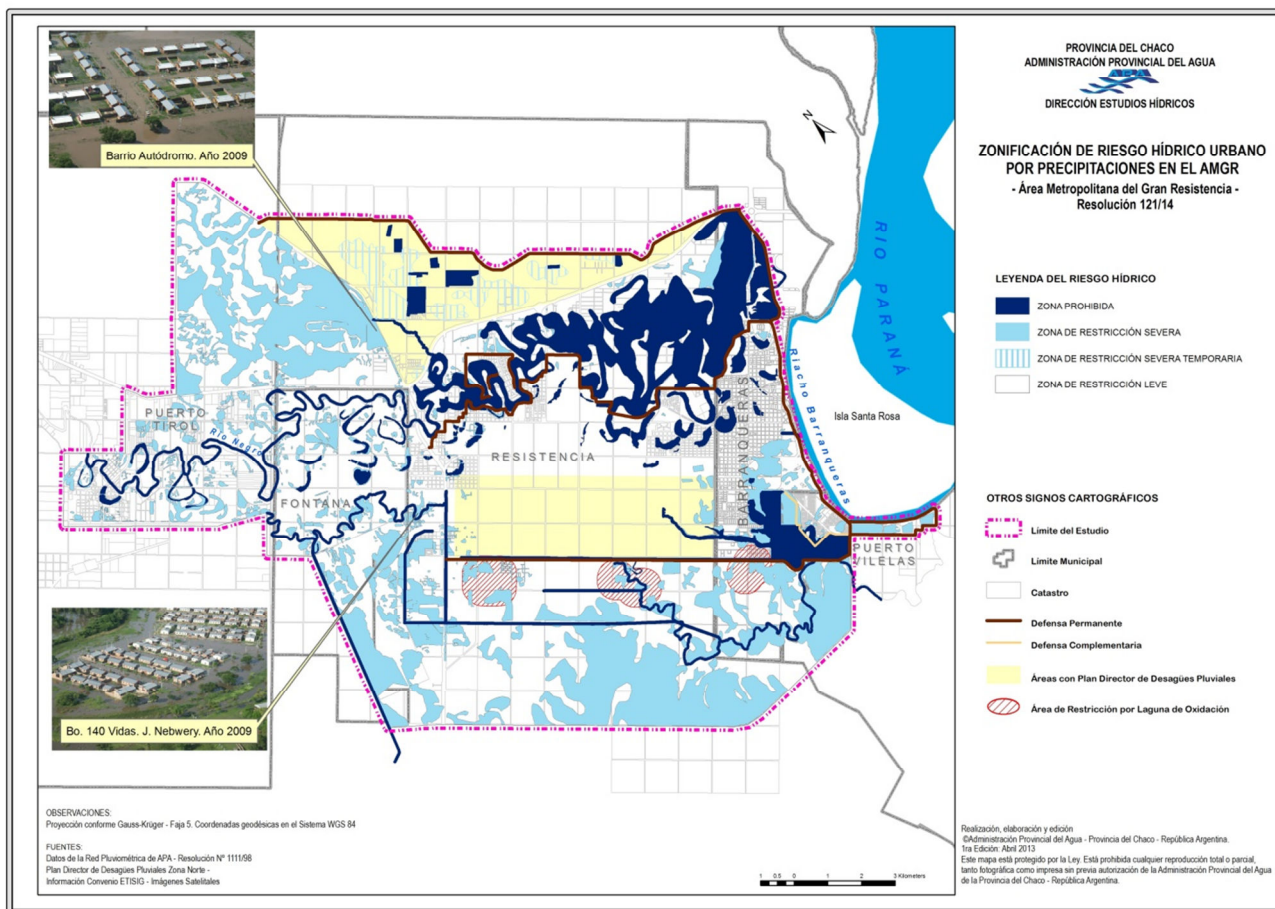 PROVINCIA DEL CHACO
ADMINISTRACIÓN PROVINCIAL DEL AGUA
APA
DIRECCIÓN ESTUDIOS HÍDRICOS
ZONIFICACIÓN DE RIESGO HÍDRICO URBANO
POR PRECIPITACIONES EN EL AMGR
- Área Metropolitana del Gran Resistencia -
Resolución 121/14
LEYENDA DEL RIESGO HÍDRICO
ZONA PROHIBIDA
ZONA DE RESTRICCIÓN SEVERA
ZONA DE RESTRICCIÓN SEVERA TEMPORARIA
ZONA DE RESTRICCIÓN LEVE
OTROS SIGNOS CARTOGRÁFICOS
Límite del Estudio
Límite Municipal
Catastro
Defensa Permanente
Defensa Complementaria
Áreas con Plan Director de Desagües Pluviales
Área de Restricción por Laguna de Oxidación
Barrio Autódromo. Año 2009
N
RIO PARANÁ
Riacho Barranqueras
Isla Santa Rosa
PUERTO
TIROL
Río Negro
FONTANA
RESISTENCIA
BARRANQUERAS
PUERTO
VILELAS
Bo. 140 Vidas. J. Nebwery. Año 2009
OBSERVACIONES:
Proyección conforme Gauss-Krüger - Faja 5. Coordenadas geodésicas en el Sistema WGS 84
FUENTES:
Datos de la Red Pluviométrica de APA - Resolución Nº 1111/98
Plan Director de Desagües Pluviales Zona Norte -
Información Convenio ETISIG - Imágenes Satelitales
1 0.5 0 1 2 3 Kilometers
Realización, elaboración y edición
©Administración Provincial del Agua - Provincia del Chaco - República Argentina.
1ra Edición: Abril 2013
Este mapa está protegido por la Ley. Está prohibida cualquier reproducción total o parcial,
tanto fotográfica como impresa sin previa autorización de la Administración Provincial del Agua
de la Provincia del Chaco - República Argentina.